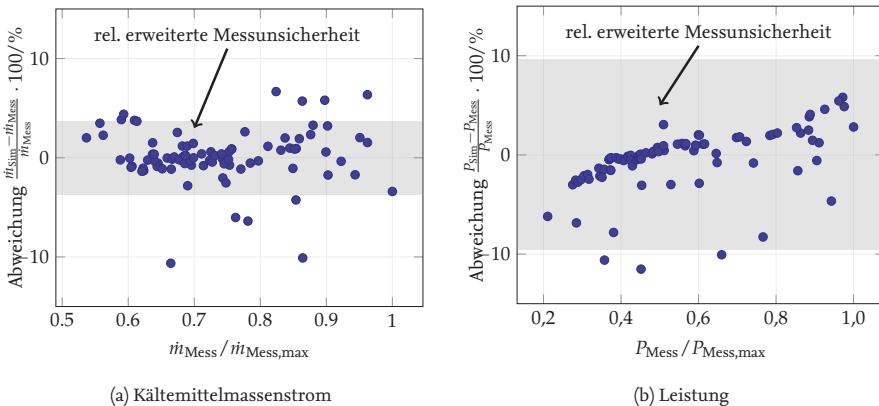 10
0
−10
Abweichung (ṁSim−ṁMess)/ṁMess · 100/%
rel. erweiterte Messunsicherheit
0.5 0.6 0.7 0.8 0.9 1
ṁMess/ṁMess,max
(a) Kältemittelmassenstrom
10
0
−10
Abweichung (PSim−PMess)/PMess · 100/%
rel. erweiterte Messunsicherheit
0,2 0,4 0,6 0,8 1,0
PMess/PMess,max
(b) Leistung